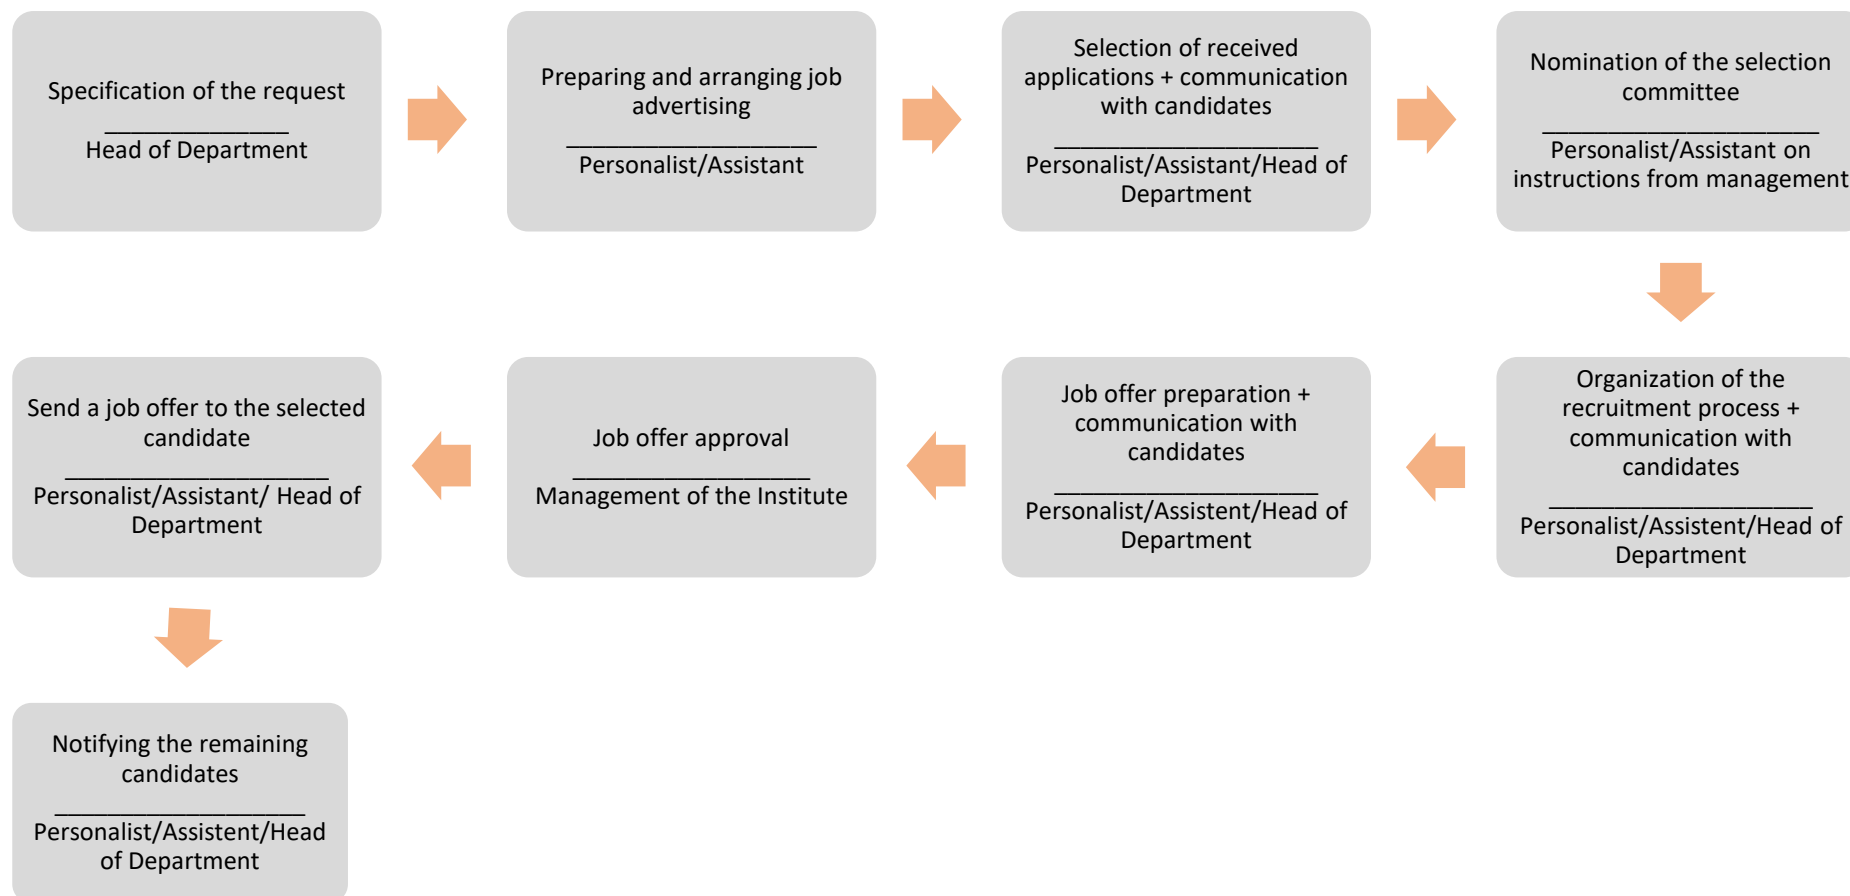 Specification of the request
______________
Head of Department
Preparing and arranging job
advertising
___________________
Personalist/Assistant
Selection of received
applications + communication
with candidates
____________________
Personalist/Assistant/Head of
Department
Nomination of the selection
committee
_____________________
Personalist/Assistant on
instructions from management
Organization of the
recruitment process +
communication with
candidates
____________________
Personalist/Assistent/Head of
Department
Job offer preparation +
communication with
candidates
____________________
Personalist/Assistent/Head of
Department
Job offer approval
__________________
Management of the Institute
Send a job offer to the selected
candidate
____________________
Personalist/Assistant/ Head of
Department
Notifying the remaining
candidates
___________________
Personalist/Assistent/Head
of Department